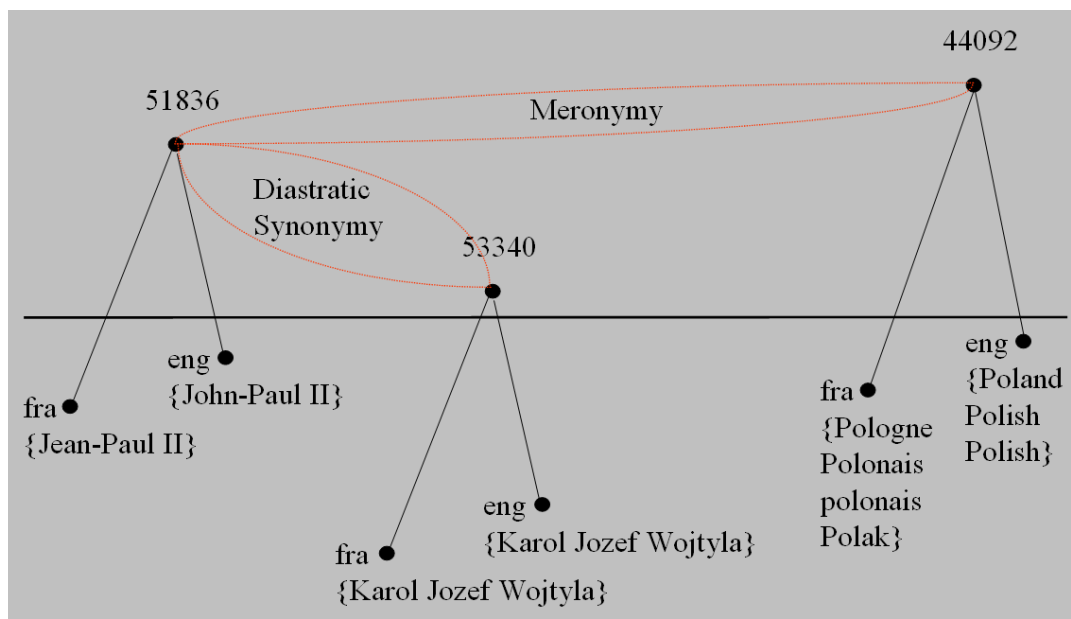 44092
51836
Meronymy
Diastratic
Synonymy
53340
eng
{John-Paul II}
fra
{Jean-Paul II}
eng
{Poland
Polish
Polish}
fra
{Pologne
Polonais
polonais
Polak}
eng
{Karol Jozef Wojtyla}
fra
{Karol Jozef Wojtyla}